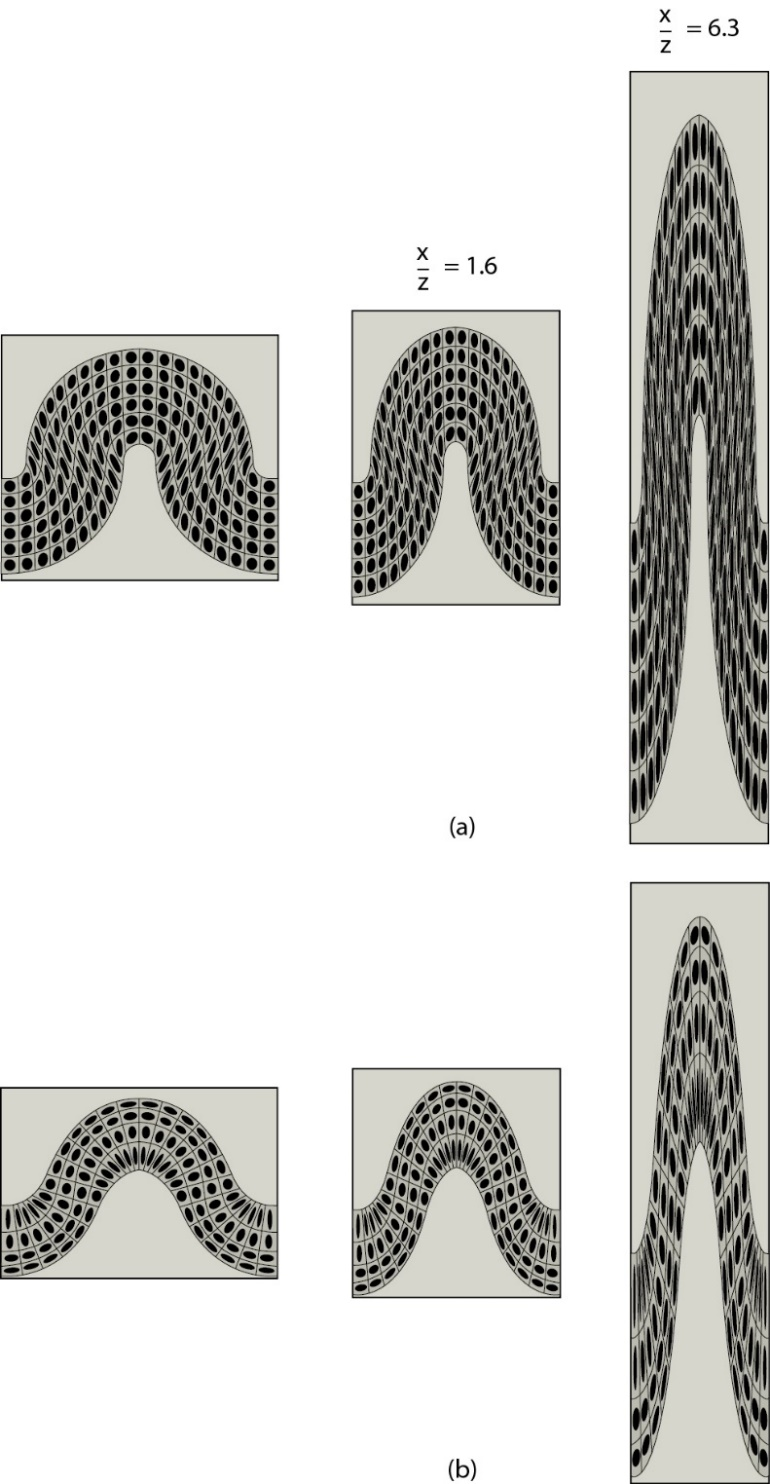 x/z = 6.3
x/z = 1.6
(a)
(b)